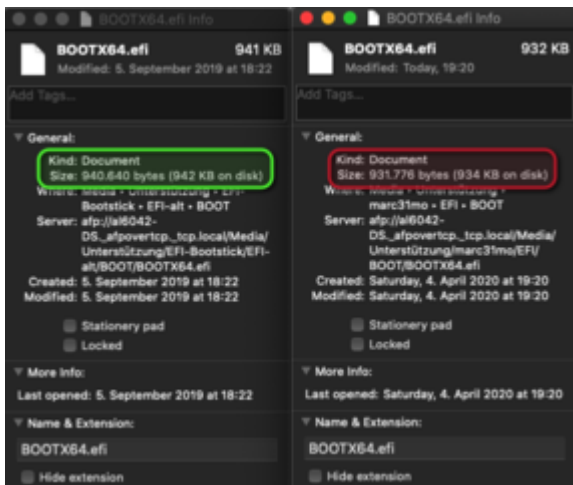 BOOTX64.efi Info
BOOTX64.efi 941 KB
Modified: 5. September 2019 at 18:22
Add Tags...
General:
Kind: Document
Size: 940.640 bytes (942 KB on disk)
Where: Media • Unterstützung • EFI-
Bootstick • EFI-alt • BOOT
Server: afp://al6042-
DS._afpovertcp._tcp.local/Media/
Unterstützung/EFI-Bootstick/EFI-
alt/BOOT/BOOTX64.efi
Created: 5. September 2019 at 18:22
Modified: 5. September 2019 at 18:22
Stationery pad
Locked
More Info:
Last opened: 5. September 2019 at 18:22
Name & Extension:
BOOTX64.efi
Hide extension
BOOTX64.efi Info
BOOTX64.efi 932 KB
Modified: Today, 19:20
Add Tags...
General:
Kind: Document
Size: 931.776 bytes (934 KB on disk)
Where: Media • Unterstützung •
marc31mo • EFI • BOOT
Server: afp://al6042-
DS._afpovertcp._tcp.local/Media/
Unterstützung/marc31mo/EFI/
BOOT/BOOTX64.efi
Created: Saturday, 4. April 2020 at 19:20
Modified: Saturday, 4. April 2020 at 19:20
Stationery pad
Locked
More Info:
Last opened: Saturday, 4. April 2020 at 19:20
Name & Extension:
BOOTX64.efi
Hide extension